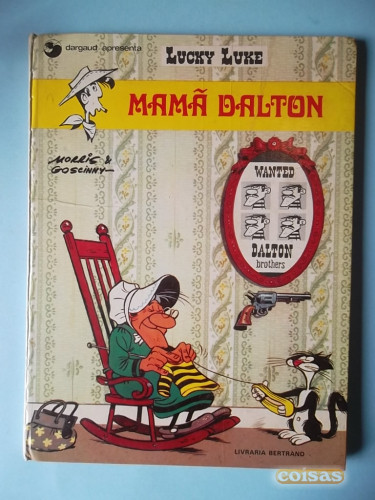 dargaud apresenta
LUCKY LUKE
MAMÃ DALTON
MORRIS &
GOSCINNY
WANTED
DALTON
brothers
LIVRARIA BERTRAND
coisas